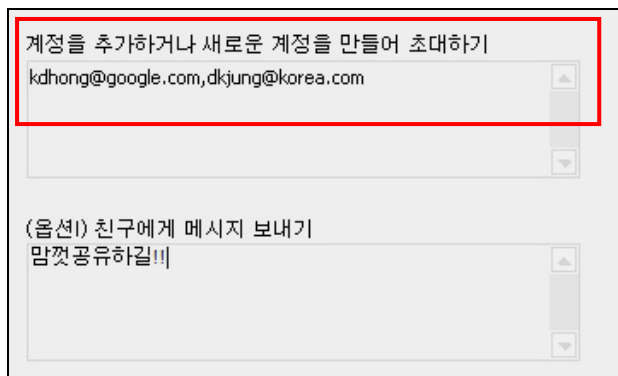 계정을 추가하거나 새로운 계정을 만들어 초대하기
kdhong@google.com,dkjung@korea.com
(옵션!) 친구에게 메시지 보내기
맘껏공유하길!!